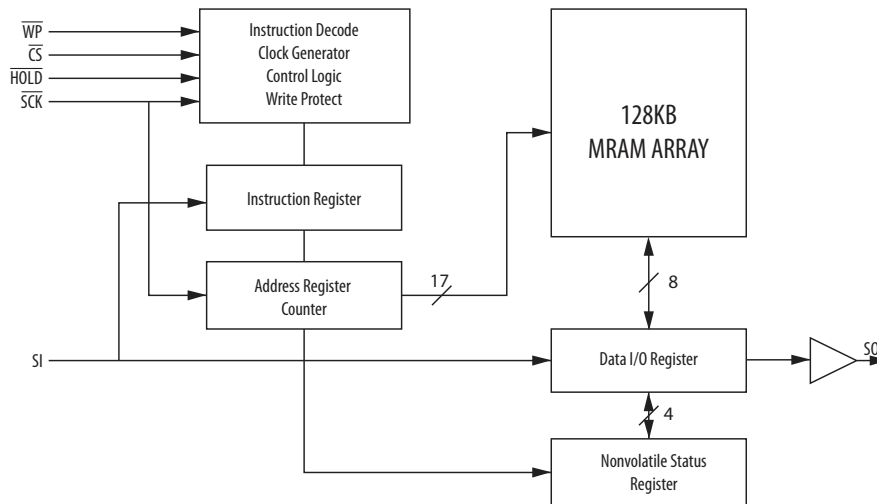 WP
CS
HOLD
SCK
Instruction Decode
Clock Generator
Control Logic
Write Protect
128KB
MRAM ARRAY
Instruction Register
Address Register
Counter
17
8
SI
Data I/O Register
SO
4
Nonvolatile Status
Register